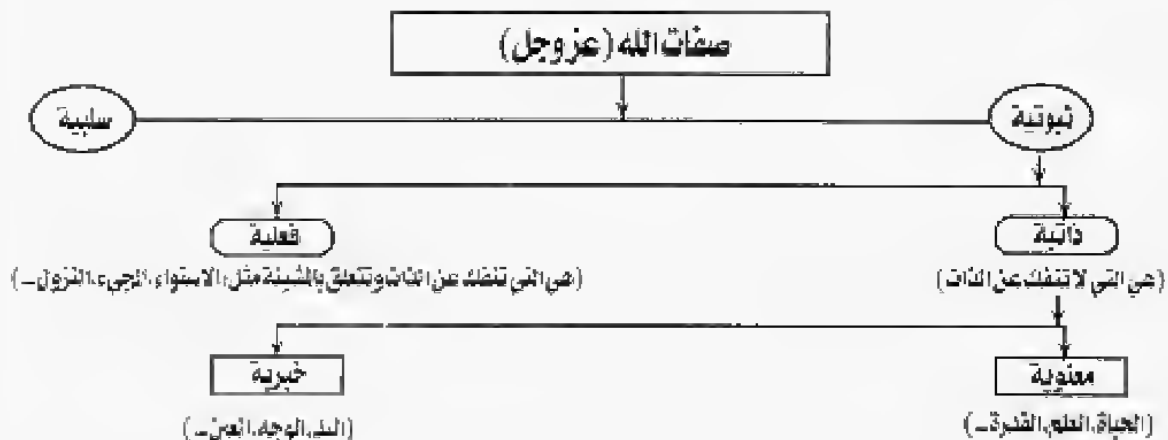 صفات الله (عز وجل)
ثبوتية
سلبية
ذاتية
فعلية
(هي التي لا تنفك عن الذات)
(هي التي تنفك عن الذات وتتعلق بالمشيئة مثل: الاستواء، المجيء، النزول..)
معنوية
خبرية
(الحياة، العلم، القدرة..)
(اليد، الوجه، العين..)